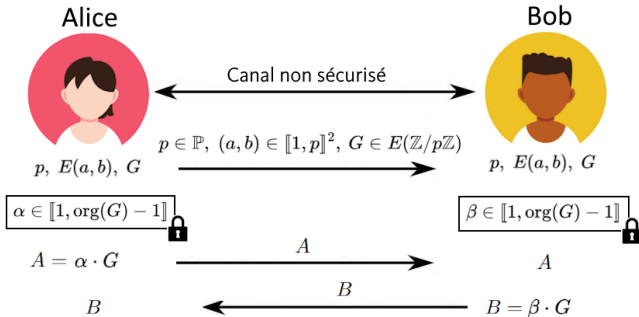 Alice Bob
Canal non sécurisé
p ∈ ℙ, (a, b) ∈ ⟦1, p⟧², G ∈ E(ℤ/pℤ)
p, E(a, b), G p, E(a, b), G
α ∈ ⟦1, org(G) − 1⟧ β ∈ ⟦1, org(G) − 1⟧
A = α · G A A
B B B = β · G